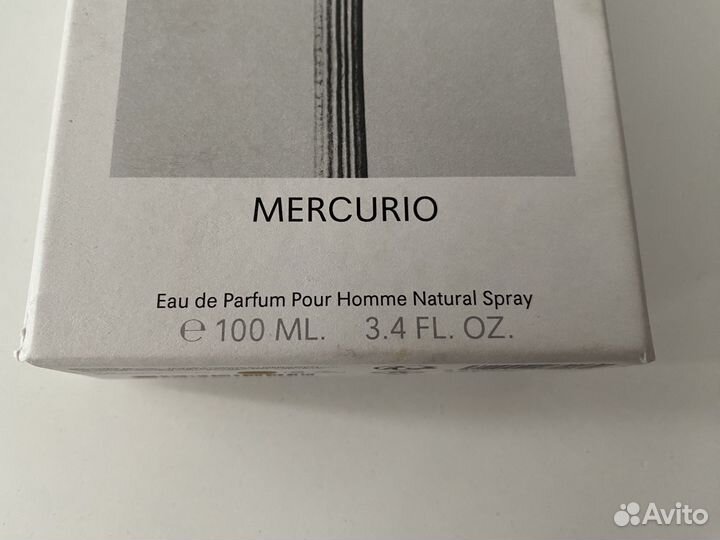 MERCURIO
Eau de Parfum Pour Homme Natural Spray
℮ 100 ML. 3.4 FL. OZ.
Avito